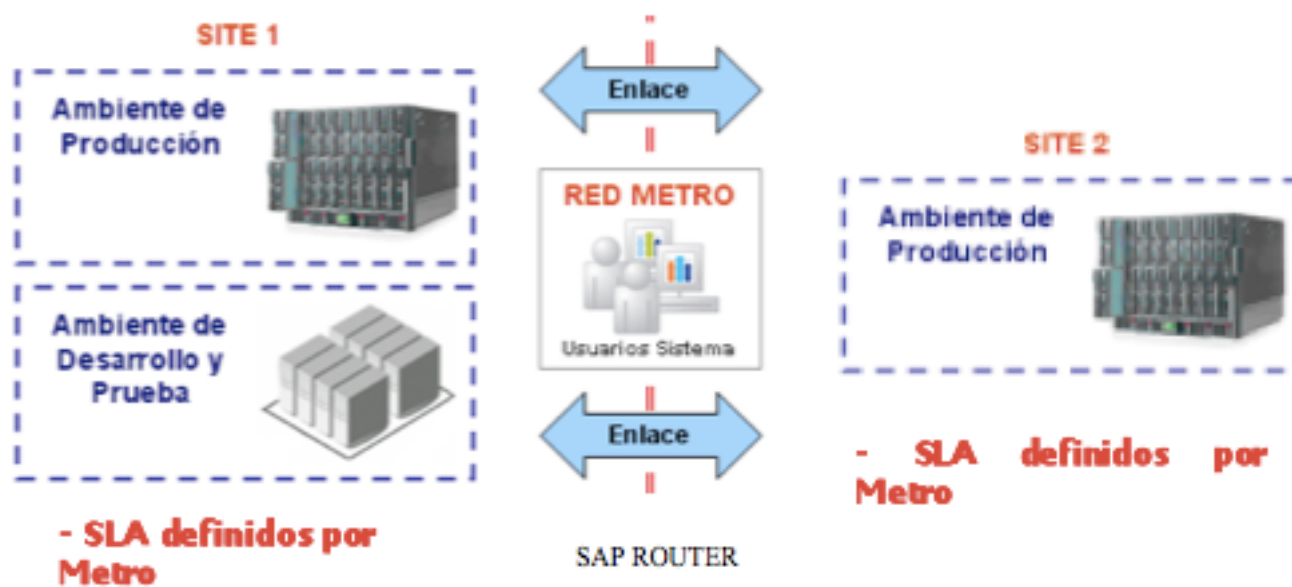 SITE 1
Ambiente de
Producción
Ambiente de
Desarrollo y
Prueba
- SLA definidos por
Metro
Enlace
RED METRO
Usuarios Sistema
Enlace
SAP ROUTER
SITE 2
Ambiente de
Producción
- SLA definidos por
Metro